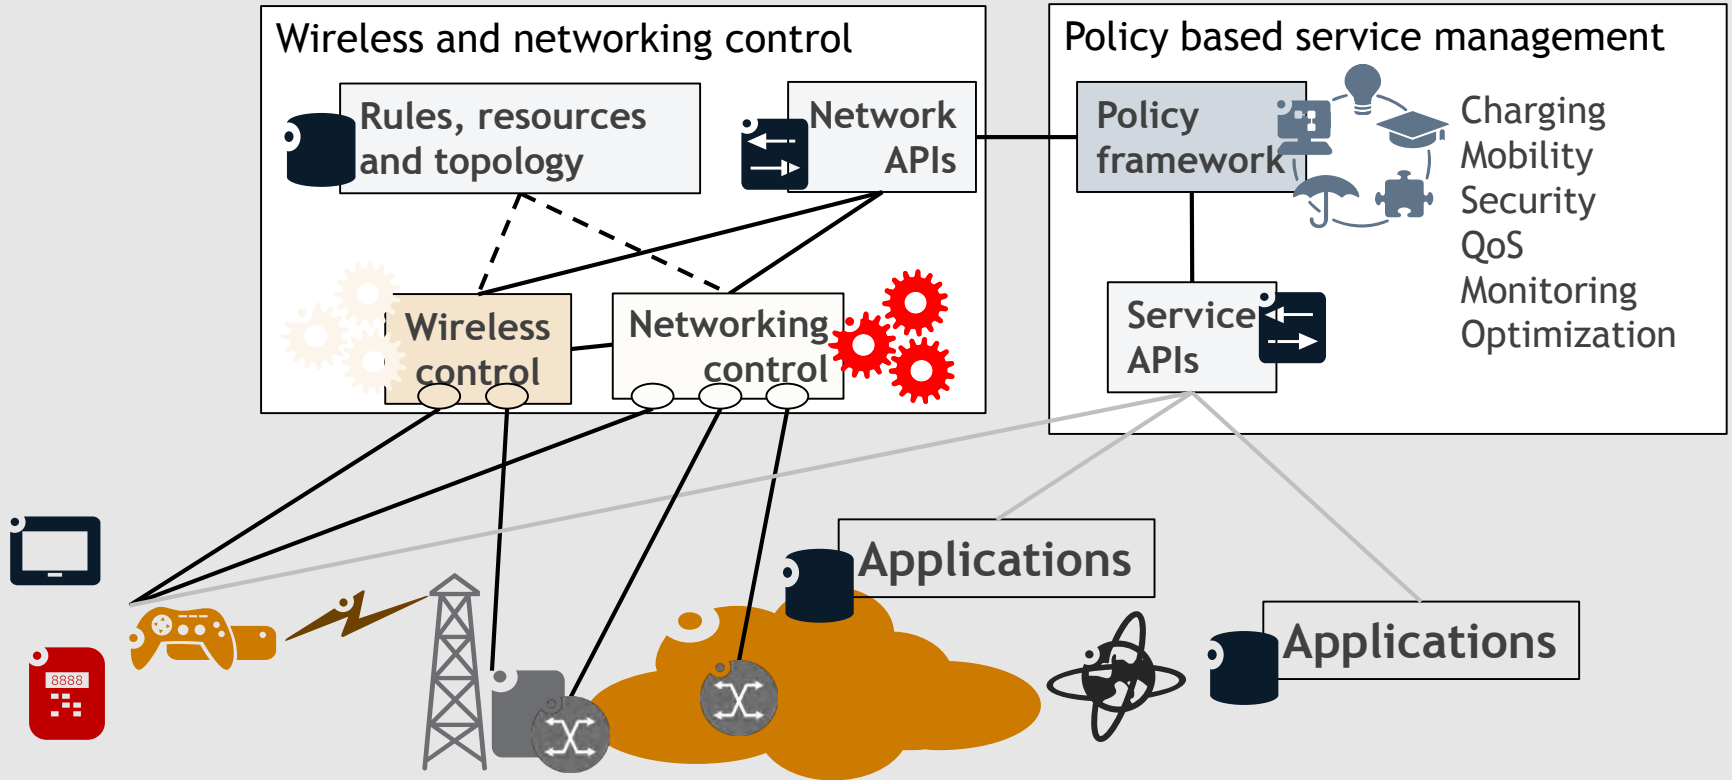 Wireless and networking control
Rules, resources
and topology
Network
APIs
Wireless
control
Networking
control
Policy based service management
Policy
framework
Charging
Mobility
Security
QoS
Monitoring
Optimization
Service
APIs
Applications
Applications
8888